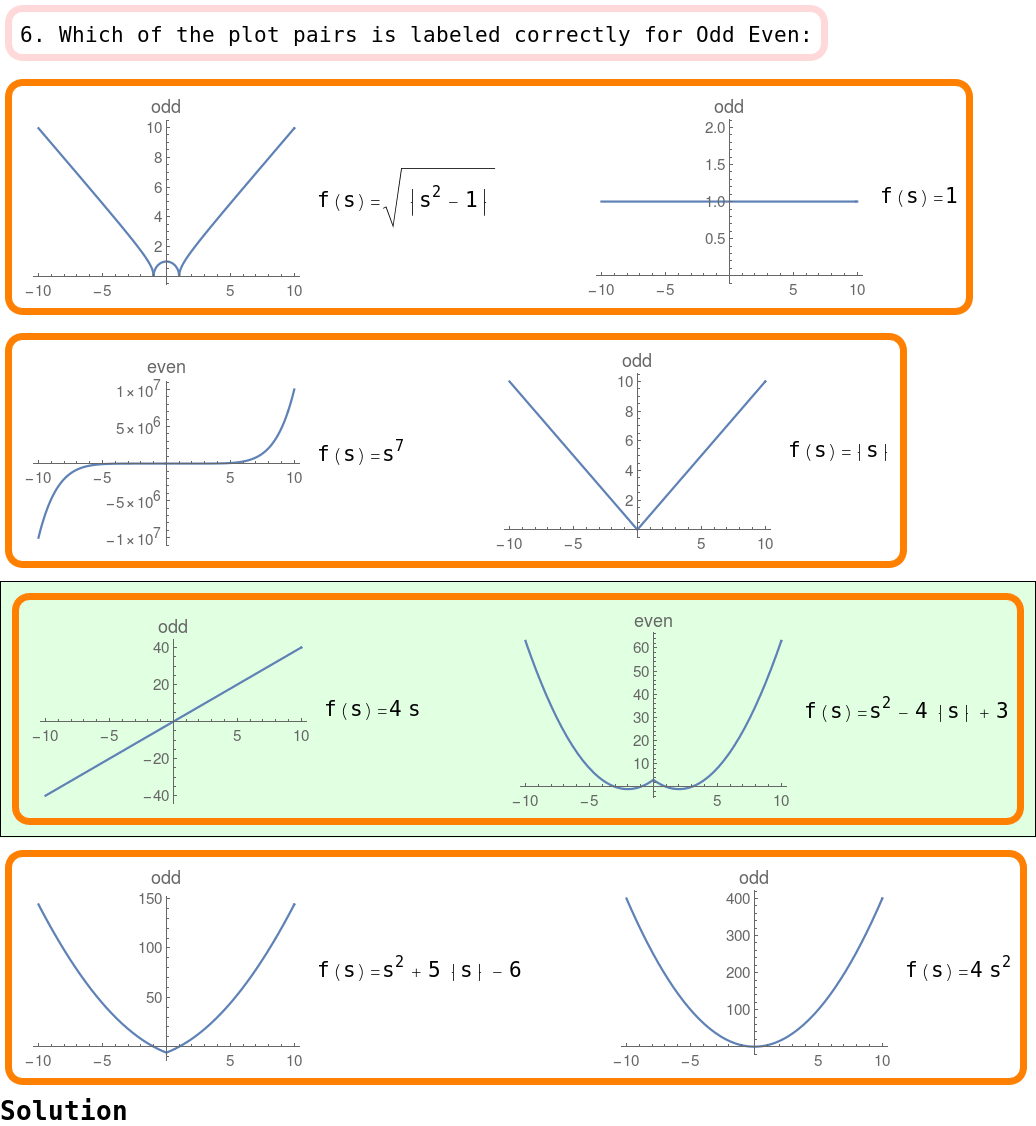 6. Which of the plot pairs is labeled correctly for Odd Even:
odd odd
10 2.0
8 1.5
6 f(s)=√|s² − 1| 1.0 f(s)=1
4 0.5
2
−10 −5 5 10 −10 −5 5 10
even odd
1×10⁷ 10
5×10⁶ 8
f(s)=s⁷ 6 f(s)=|s|
−10 −5 5 10 4
−5×10⁶ 2
−1×10⁷ −10 −5 5 10
odd even
40 60
20 50
f(s)=4 s 40 f(s)=s² − 4 |s| + 3
−10 −5 5 10 30
−20 20
−40 10
−10 −5 5 10
odd odd
150 400
100 300
f(s)=s² + 5 |s| − 6 200 f(s)=4 s²
50 100
−10 −5 5 10 −10 −5 5 10
Solution